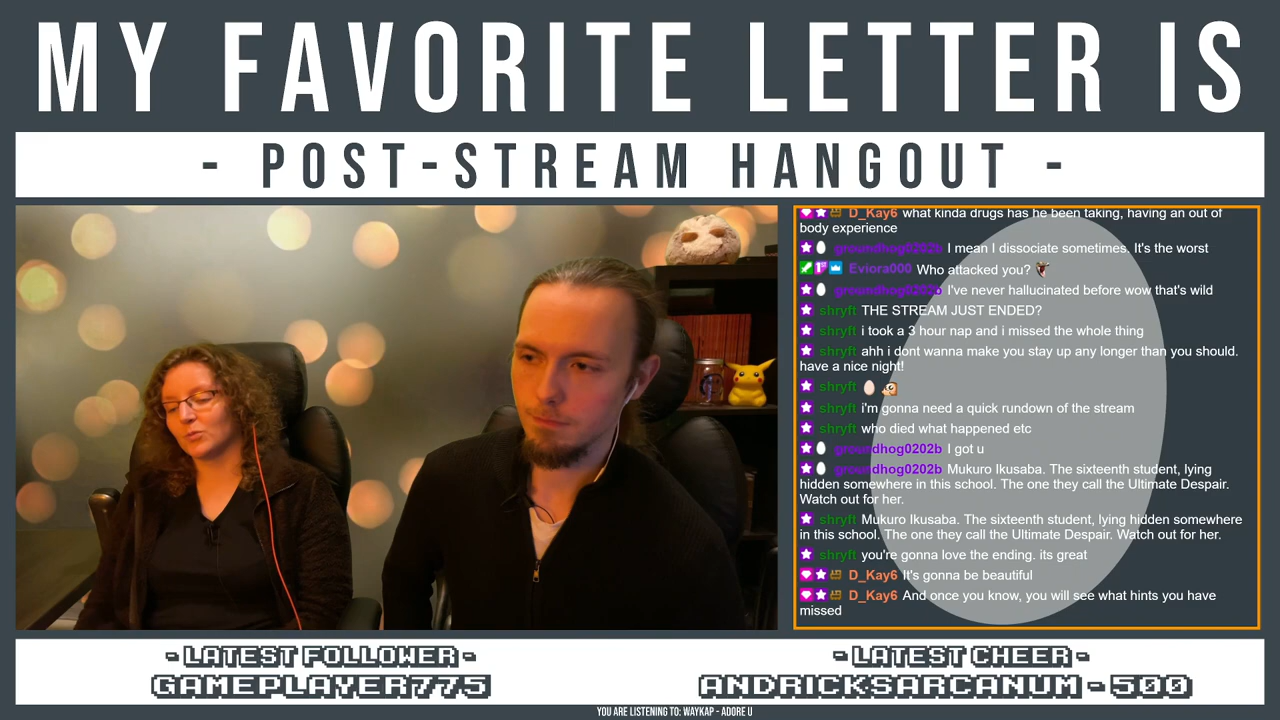 MY FAVORITE LETTER IS
- POST-STREAM HANGOUT -
D_Kay6 what kinda drugs has he been taking, having an out of
body experience
groundhog0202b I mean I dissociate sometimes. It's the worst
Eviora000 Who attacked you?
groundhog0202b I've never hallucinated before wow that's wild
shryft THE STREAM JUST ENDED?
shryft i took a 3 hour nap and i missed the whole thing
shryft ahh i dont wanna make you stay up any longer than you should.
have a nice night!
shryft
shryft i'm gonna need a quick rundown of the stream
shryft who died what happened etc
groundhog0202b I got u
groundhog0202b Mukuro Ikusaba. The sixteenth student, lying
hidden somewhere in this school. The one they call the Ultimate Despair.
Watch out for her.
shryft Mukuro Ikusaba. The sixteenth student, lying hidden somewhere
in this school. The one they call the Ultimate Despair. Watch out for her.
shryft you're gonna love the ending. its great
D_Kay6 It's gonna be beautiful
D_Kay6 And once you know, you will see what hints you have
missed
- LATEST FOLLOWER -
GAMEPLAYER775
- LATEST CHEER -
ANDRICKSARCANUM - 500
YOU ARE LISTENING TO: WAYKAP - ADORE U